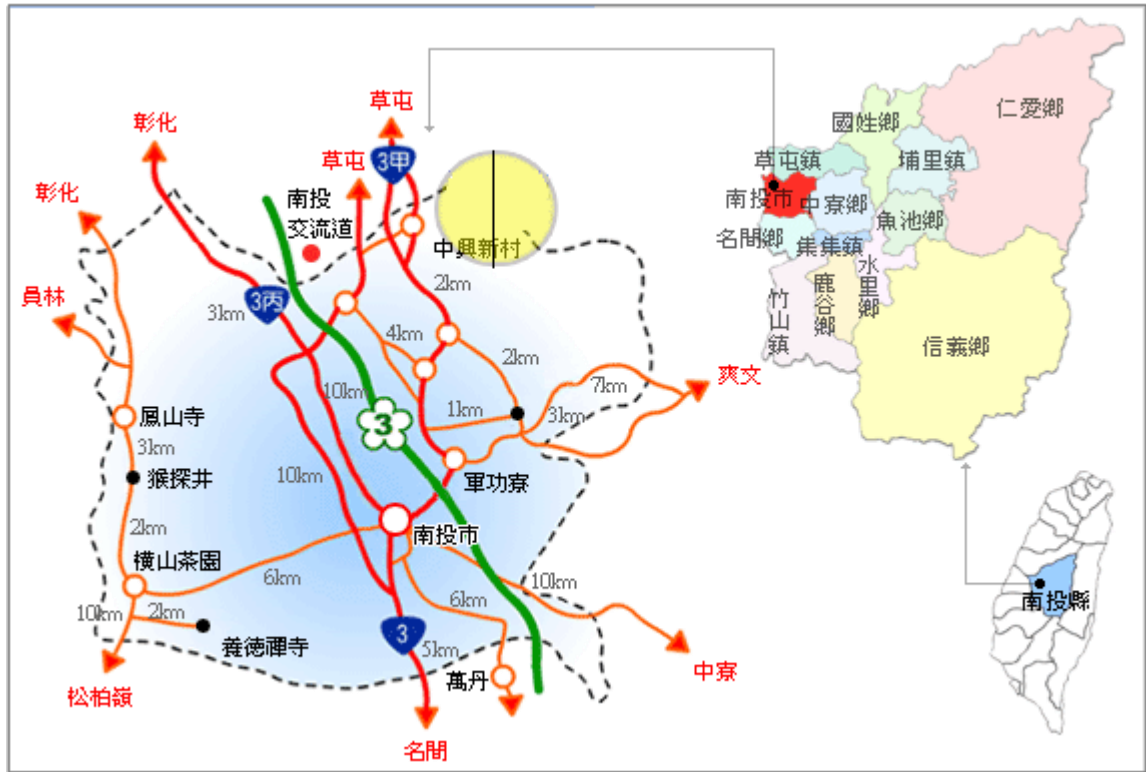 草屯
彰化
3甲
草屯
彰化
南投
交流道
中興新村
2km
員林
3丙
3km
4km
2km
7km
爽文
10km
1km
3km
3
鳳山寺
3km
猴探井
10km
軍功寮
2km
南投市
橫山茶園
6km
10km
6km
10km
2km
養德禪寺
3
5km
萬丹
中寮
松柏嶺
名間
仁愛鄉
國姓鄉
草屯鎮
埔里鎮
南投市
中寮鄉
魚池鄉
名間鄉
集集鎮
水里鄉
鹿谷鄉
竹山鎮
信義鄉
南投縣